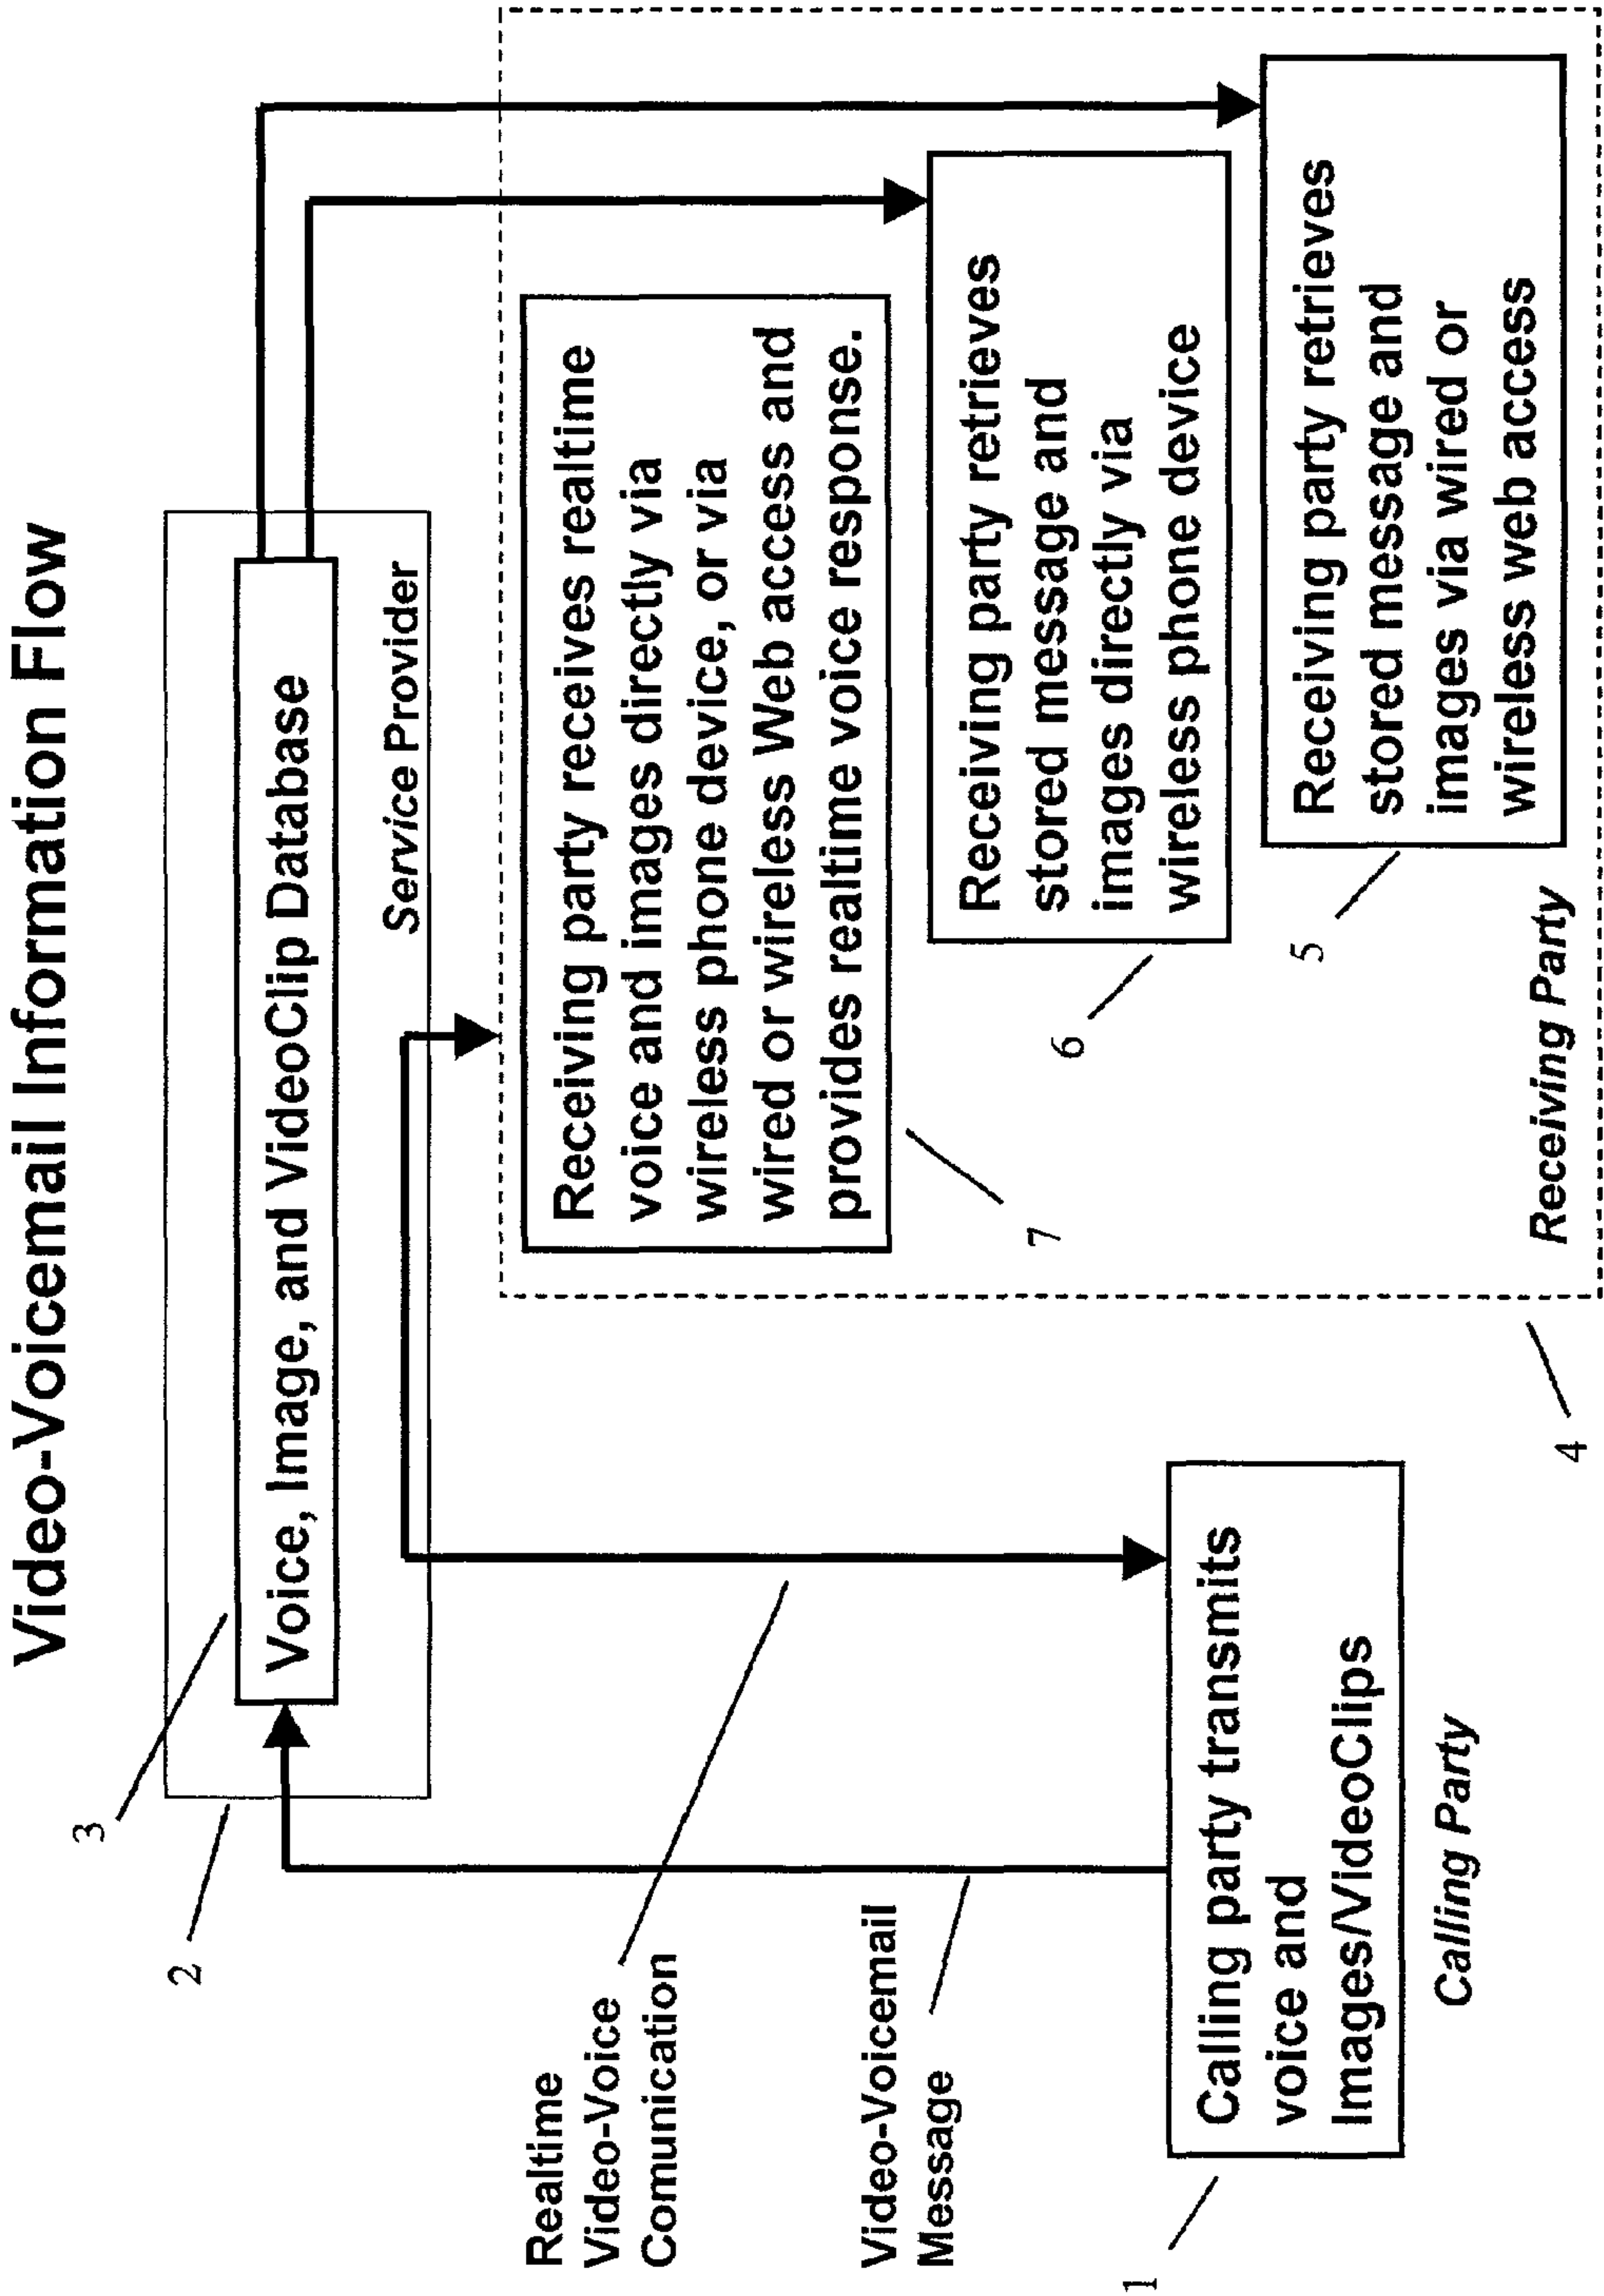 Video-Voicemail Information Flow
3
2
Voice, Image, and VideoClip Database
Service Provider
Realtime
Video-Voice
Comunication
Video-Voicemail
Message
1
Calling party transmits
voice and
Images/VideoClips
Calling Party
Receiving party receives realtime
voice and images directly via
wireless phone device, or via
wired or wireless Web access and
provides realtime voice response.
7
Receiving party retrieves
stored message and
images directly via
wireless phone device
6
Receiving party retrieves
stored message and
images via wired or
wireless web access
5
Receiving Party
4